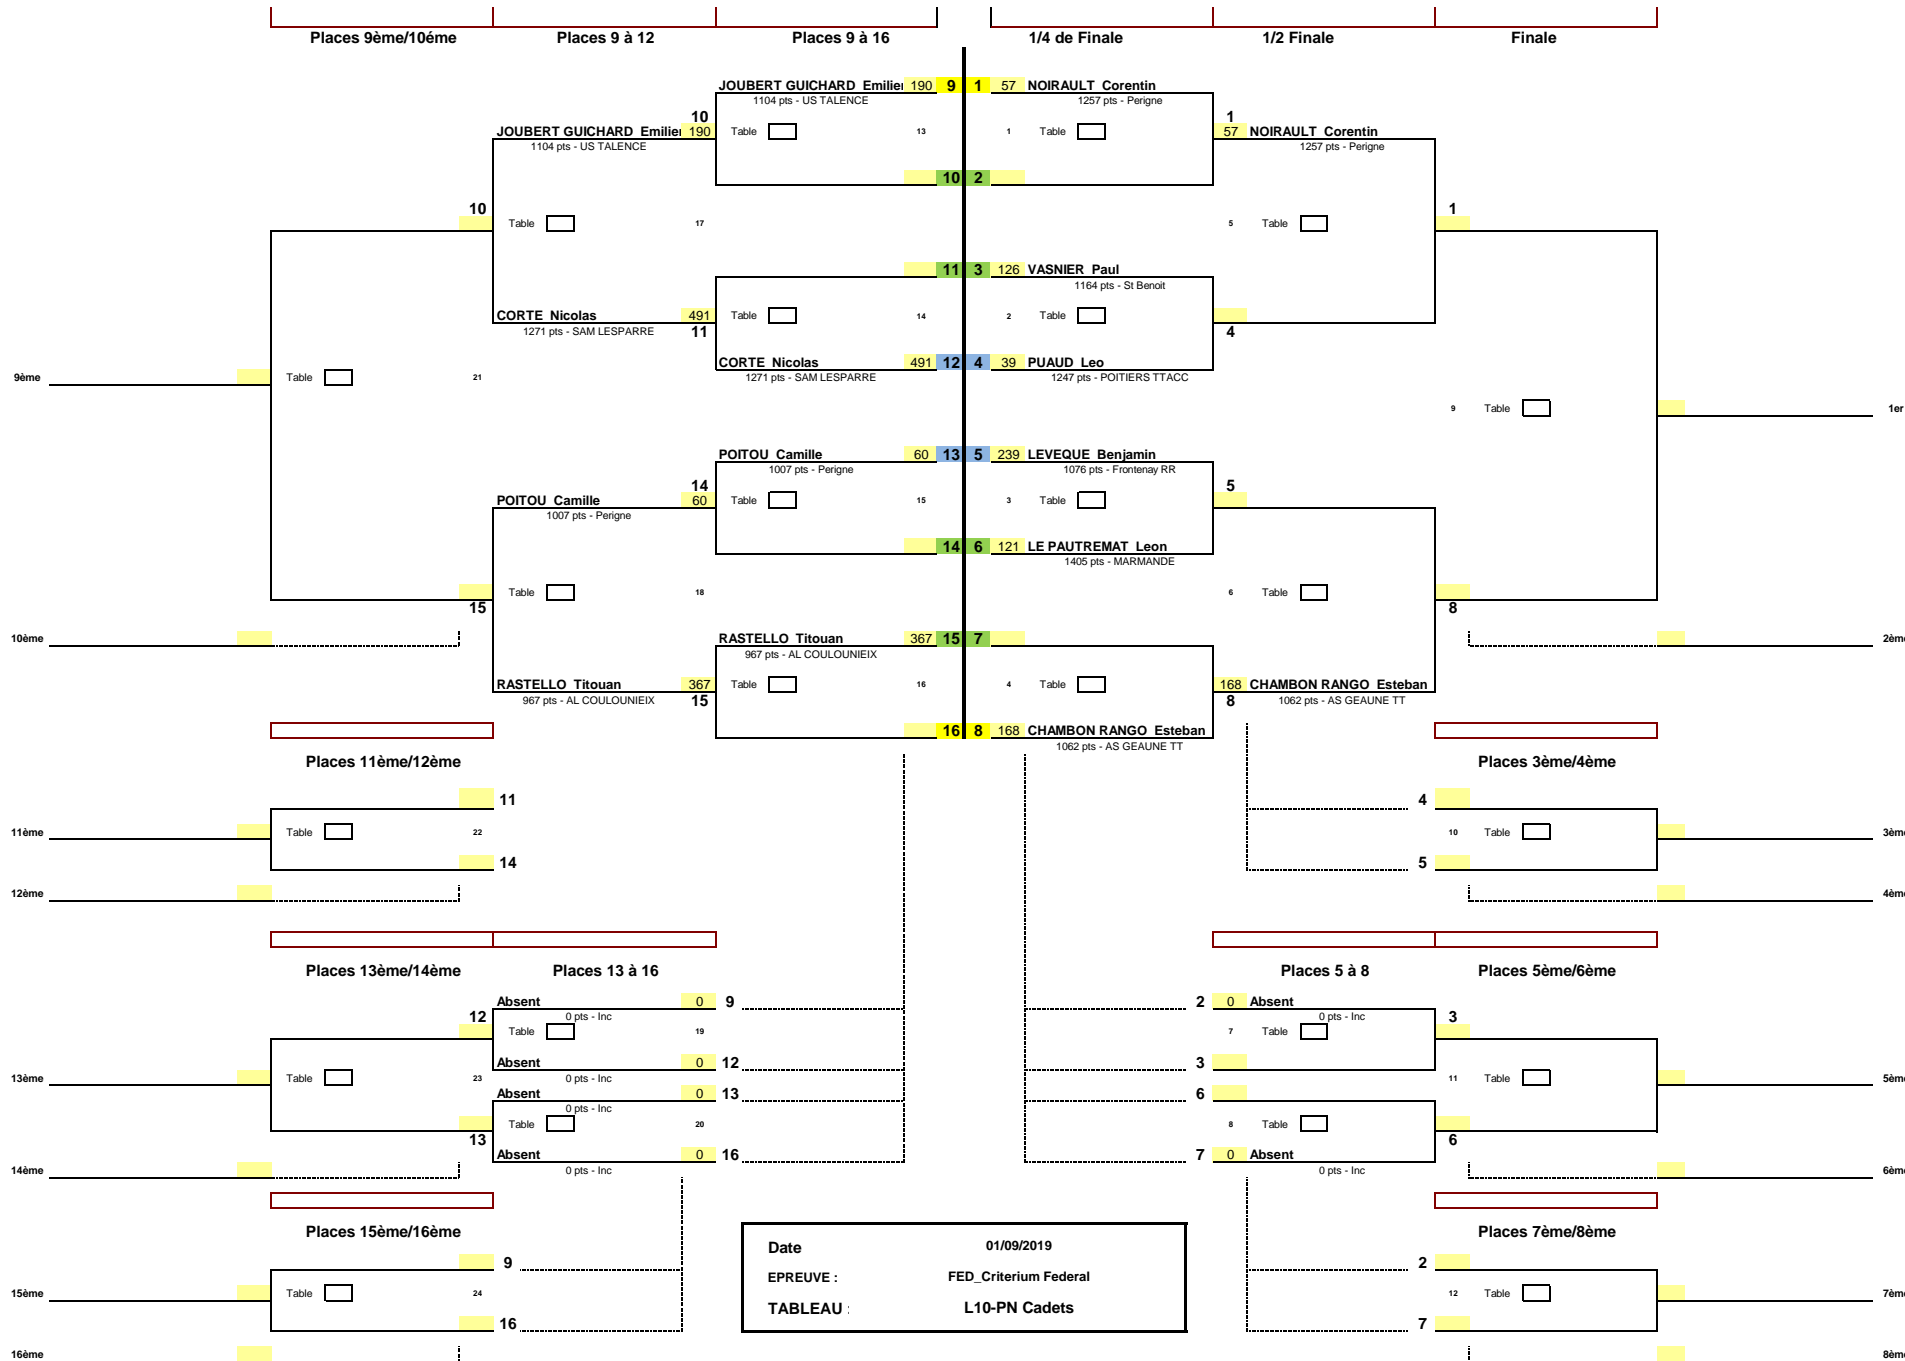 Places 9ème/10éme Places 9 à 12 Places 9 à 16 1/4 de Finale 1/2 Finale Finale
JOUBERT GUICHARD Emilier 190 9 1 57 NOIRAULT Corentin
1104 pts - US TALENCE 1257 pts - Perigne
10 1
JOUBERT GUICHARD Emilier 190 Table 13 1 Table 57 NOIRAULT Corentin
1104 pts - US TALENCE 1257 pts - Perigne
10 2
10 1
Table 17 5 Table
11 3 126 VASNIER Paul
1164 pts - St Benoit
CORTE Nicolas 491 Table 14 2 Table
1271 pts - SAM LESPARRE 11 4
CORTE Nicolas 491 12 4 39 PUAUD Leo
1271 pts - SAM LESPARRE 1247 pts - POITIERS TTACC
9ème Table 21
9 Table 1er
POITOU Camille 60 13 5 239 LEVEQUE Benjamin
1007 pts - Perigne 1076 pts - Frontenay RR
14 5
POITOU Camille 60 Table 15 3 Table
1007 pts - Perigne
14 6 121 LE PAUTREMAT Leon
1405 pts - MARMANDE
Table 18 6 Table
15 8
10ème RASTELLO Titouan 367 15 7 2ème
967 pts - AL COULOUNIEIX
RASTELLO Titouan 367 Table 16 4 Table 168 CHAMBON RANGO Esteban
967 pts - AL COULOUNIEIX 15 8 1062 pts - AS GEAUNE TT
16 8 168 CHAMBON RANGO Esteban
1062 pts - AS GEAUNE TT
Places 11ème/12ème Places 3ème/4ème
11 4
11ème Table 22 10 Table 3ème
14 5
12ème 4ème
Places 13ème/14ème Places 13 à 16 Places 5 à 8 Places 5ème/6ème
Absent 0 9 2 0 Absent
12 0 pts - Inc 0 pts - Inc 3
Table 19 7 Table
Absent 0 12 3
13ème Table 23 0 pts - Inc 11 Table 5ème
Absent 0 13 6
0 pts - Inc
Table 20 8 Table
13 6
Absent 0 16 7 0 Absent
14ème 0 pts - Inc 0 pts - Inc 6ème
Places 15ème/16ème Places 7ème/8ème
Date 01/09/2019
9 2
EPREUVE : FED_Criterium Federal
15ème Table 24 12 Table 7ème
TABLEAU : L10-PN Cadets
16 7
16ème 8ème